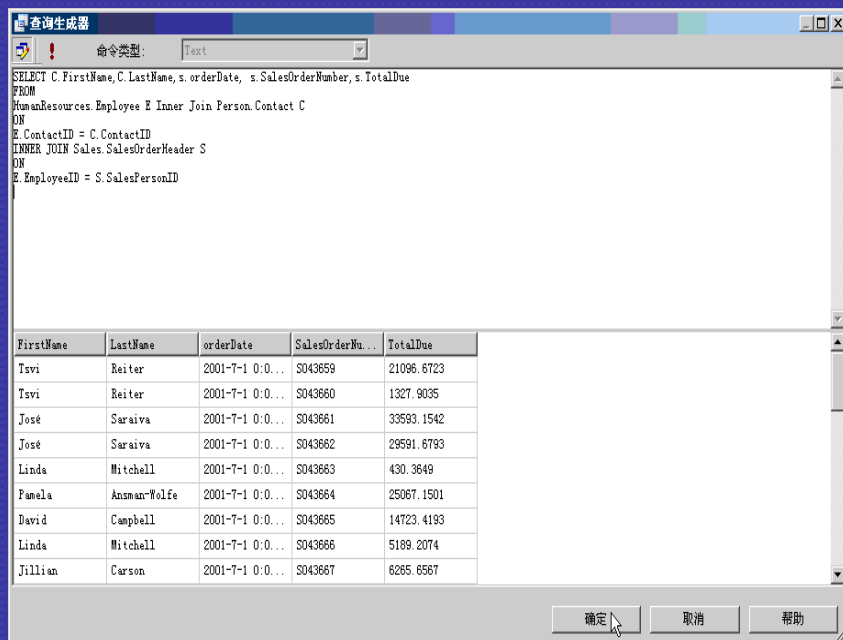 查询生成器
命令类型: Text
SELECT C.FirstName,C.LastName,s.orderDate, s.SalesOrderNumber,s.TotalDue
FROM
HumanResources.Employee E Inner Join Person.Contact C
ON
E.ContactID = C.ContactID
INNER JOIN Sales.SalesOrderHeader S
ON
E.EmployeeID = S.SalesPersonID
FirstName LastName orderDate SalesOrderNu... TotalDue
Tsvi Reiter 2001-7-1 0:0... SO43659 21096.6723
Tsvi Reiter 2001-7-1 0:0... SO43660 1327.9035
José Saraiva 2001-7-1 0:0... SO43661 33593.1542
José Saraiva 2001-7-1 0:0... SO43662 29591.6793
Linda Mitchell 2001-7-1 0:0... SO43663 430.3649
Pamela Ansman-Wolfe 2001-7-1 0:0... SO43664 25067.1501
David Campbell 2001-7-1 0:0... SO43665 14723.4193
Linda Mitchell 2001-7-1 0:0... SO43666 5189.2074
Jillian Carson 2001-7-1 0:0... SO43667 6265.6567
确定 取消 帮助